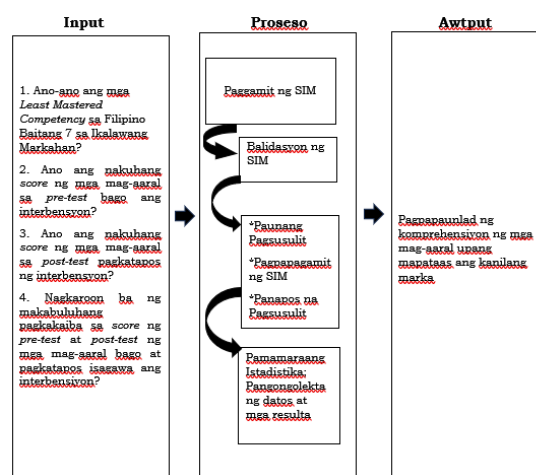 Input
1. Ano-ano ang mga
Least Mastered
Competency sa Filipino
Baitang 7 sa Ikalawang
Markahan?
2. Ano ang nakuhang
score ng mga mag-aaral
sa pre-test bago ang
interbensyon?
3. Ano ang nakuhang
score ng mga mag-aaral
sa post-test pagkatapos
ng interbensyon?
4. Nagkaroon ba ng
makabuluhang
pagkakaiba sa score ng
pre-test at post-test ng
mga mag-aaral bago at
pagkatapos isagawa ang
interbensiyon?
Proseso
Paggamit ng SIM
Balidasyon ng
SIM
*Paunang
Pagsusulit
*Pagpapagamit
ng SIM
*Panapos na
Pagsusulit
Pamamaraang
Istadistika;
Pangongolekta
ng datos at
mga resulta
Awtput
Pagpapaunlad ng
komprehensiyon ng mga
mag-aaral upang
mapataas ang kanilang
marka